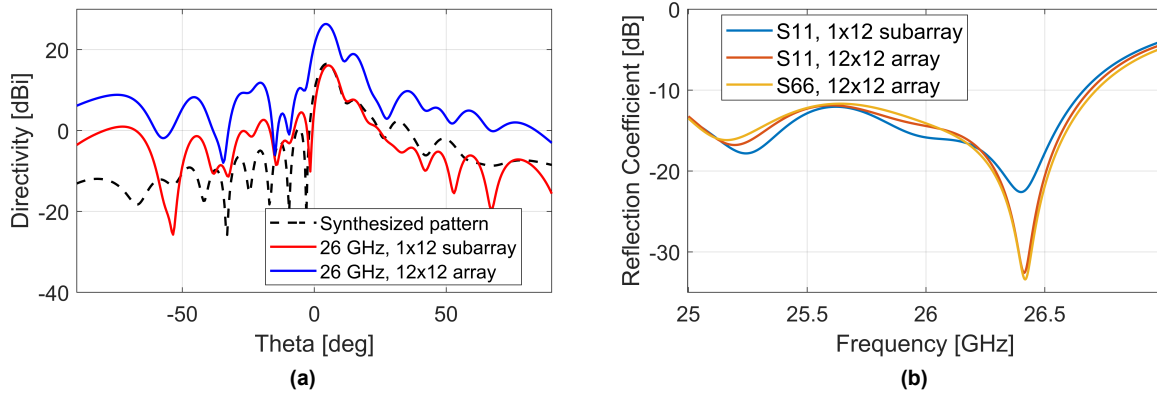 20
0
-20
-40
Directivity [dBi]
-50
0
50
Theta [deg]
Synthesized pattern
26 GHz, 1x12 subarray
26 GHz, 12x12 array
(a)
0
-10
-20
-30
Reflection Coefficient [dB]
25
25.5
26
26.5
Frequency [GHz]
S11, 1x12 subarray
S11, 12x12 array
S66, 12x12 array
(b)